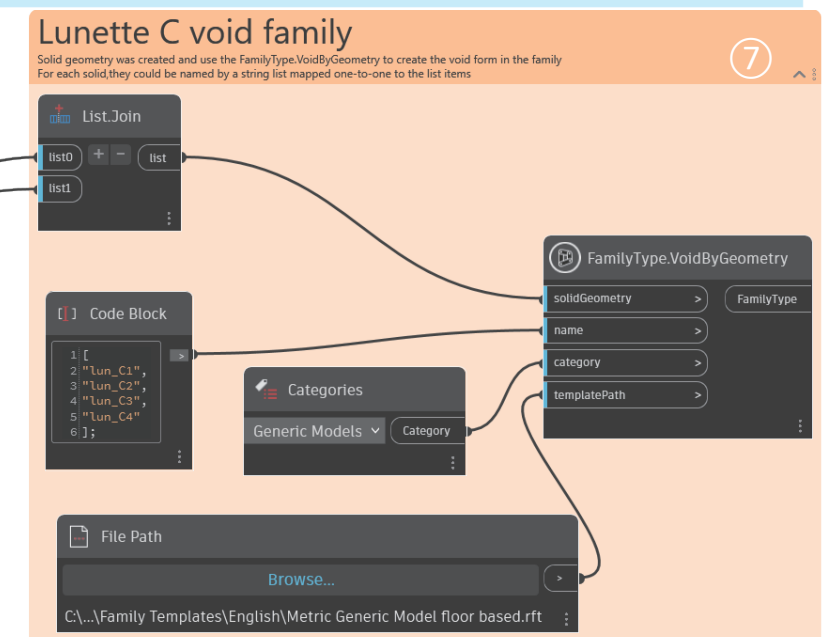 Lunette C void family
Solid geometry was created and use the FamilyType.VoidByGeometry to create the void form in the family
For each solid,they could be named by a string list mapped one-to-one to the list items
7
List.Join
list0 + - list
list1
FamilyType.VoidByGeometry
solidGeometry > FamilyType
name >
category >
templatePath >
[ ] Code Block
1 [ >
2 "lun_C1",
3 "lun_C2",
4 "lun_C3",
5 "lun_C4"
6 ];
Categories
Generic Models Category
File Path
Browse... >
C:\...\Family Templates\English\Metric Generic Model floor based.rft